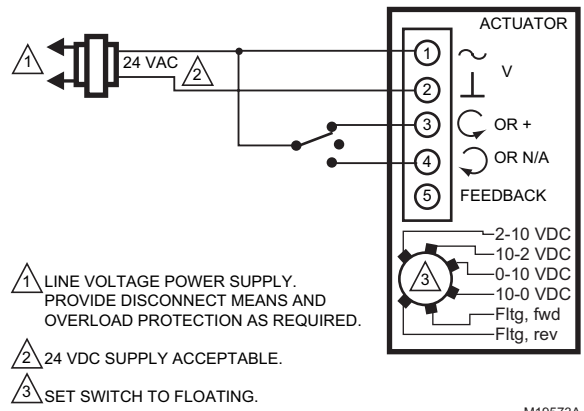 ACTUATOR
1
24 VAC
2
1
V
2
3
OR +
4
OR N/A
5
FEEDBACK
2-10 VDC
10-2 VDC
0-10 VDC
10-0 VDC
Fltg, fwd
Fltg, rev
3
1 LINE VOLTAGE POWER SUPPLY.
PROVIDE DISCONNECT MEANS AND
OVERLOAD PROTECTION AS REQUIRED.
2 24 VDC SUPPLY ACCEPTABLE.
3 SET SWITCH TO FLOATING.